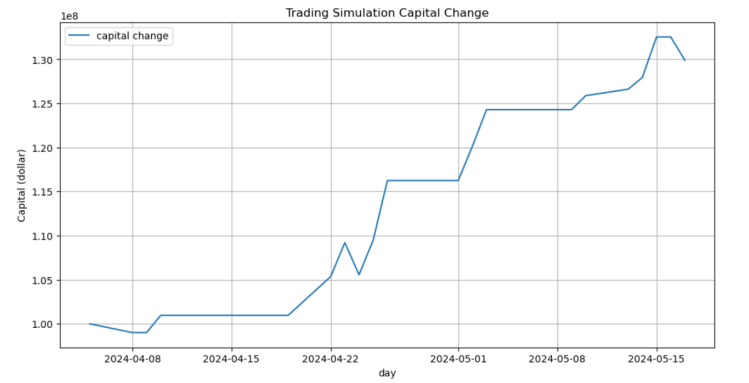 Trading Simulation Capital Change
1e8
capital change
1.30
1.25
1.20
1.15
1.10
1.05
1.00
Capital (dollar)
2024-04-08 2024-04-15 2024-04-22 2024-05-01 2024-05-08 2024-05-15
day